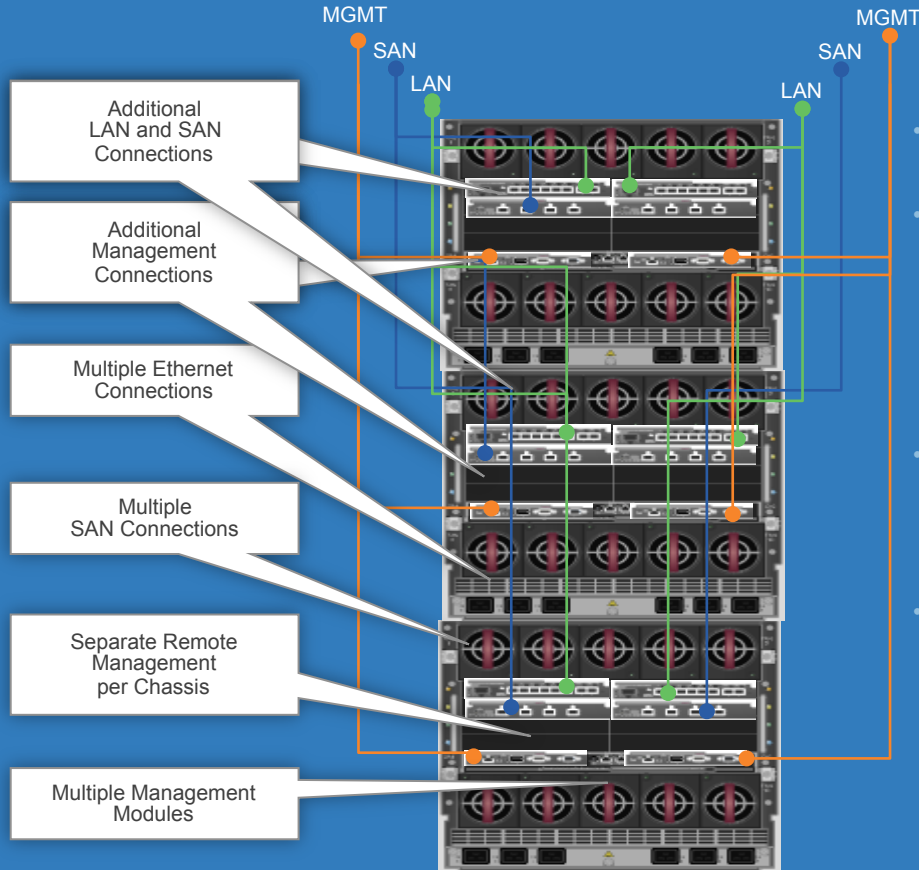 MGMT
MGMT
SAN
SAN
LAN
LAN
Additional
LAN and SAN
Connections
Additional
Management
Connections
Multiple Ethernet
Connections
Multiple
SAN Connections
Separate Remote
Management
per Chassis
Multiple Management
Modules